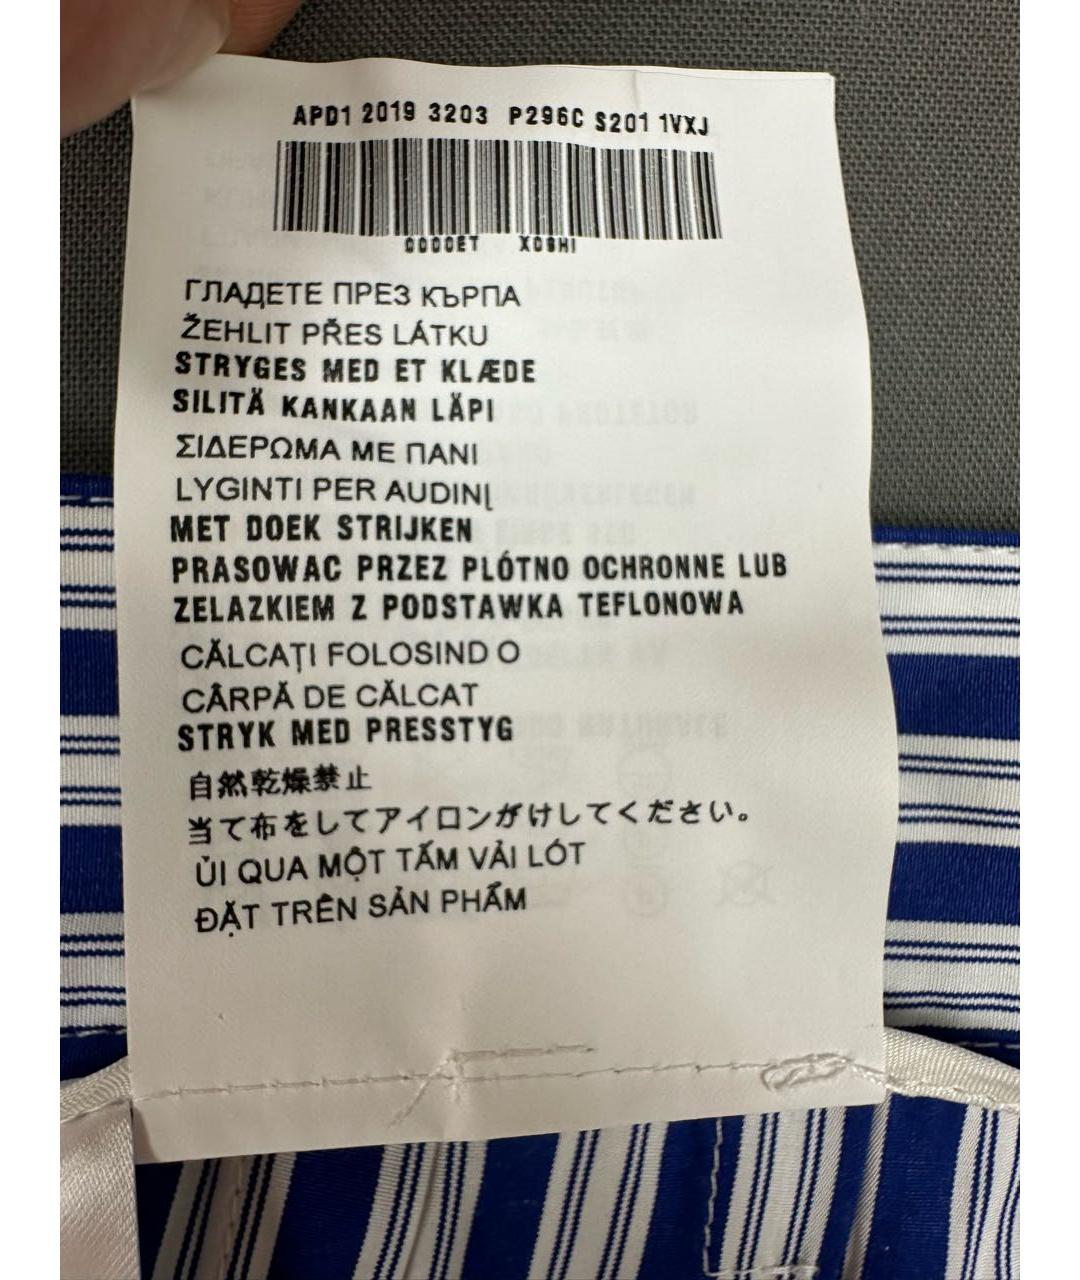 APD1 2019 3203 P296C S201 1VXJ
0000ET X0SHI
ГЛАДЕТЕ ПРЕЗ КЪРПА
ŽEHLIT PŘES LÁTKU
STRYGES MED ET KLÆDE
SILITÄ KANKAAN LÄPI
ΣΙΔΕΡΩΜΑ ΜΕ ΠΑΝΙ
LYGINTI PER AUDINĮ
MET DOEK STRIJKEN
PRASOWAC PRZEZ PLÓTNO OCHRONNE LUB
ZELAZKIEM Z PODSTAWKA TEFLONOWA
CĂLCAȚI FOLOSIND O
CÂRPĂ DE CĂLCAT
STRYK MED PRESSTYG
自然乾燥禁止
当て布をしてアイロンがけしてください。
ỦI QUA MỘT TẤM VẢI LÓT
ĐẶT TRÊN SẢN PHẨM